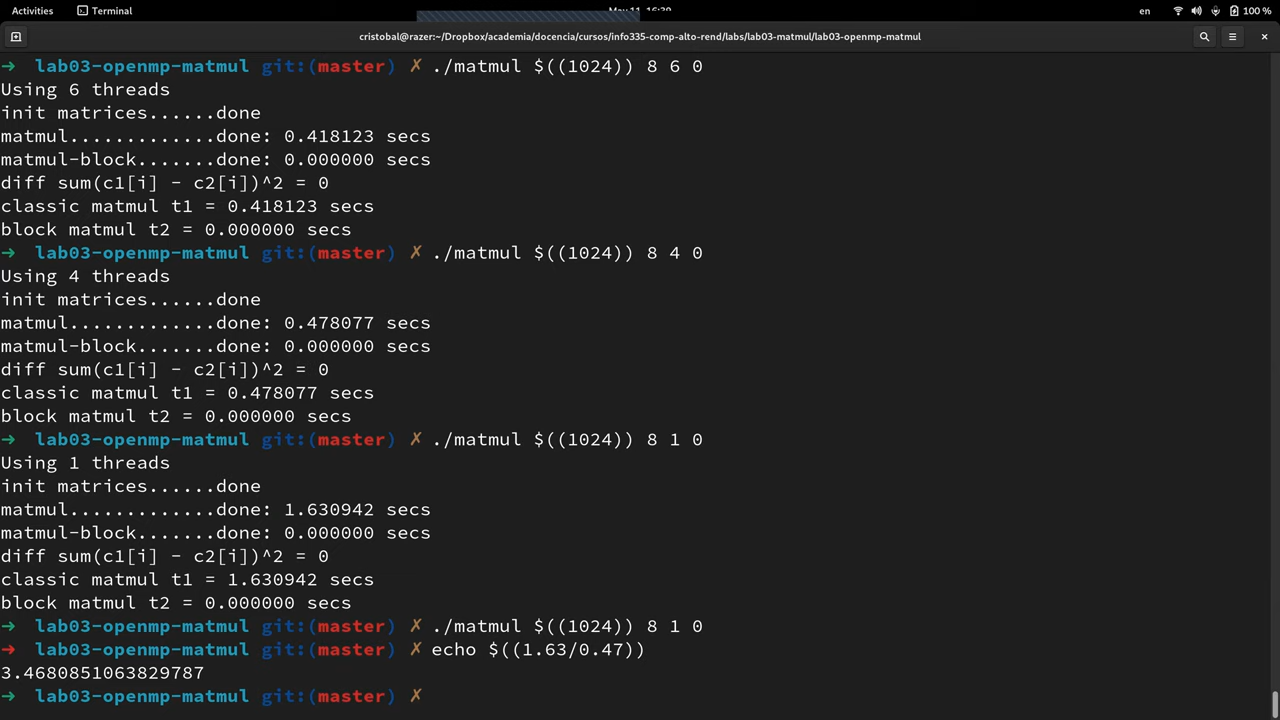 Activities
Terminal
en
100 %
cristobal@razer:~/Dropbox/academia/docencia/cursos/info335-comp-alto-rend/labs/lab03-matmul/lab03-openmp-matmul
➜ lab03-openmp-matmul git:(master) ✗ ./matmul $((1024)) 8 6 0
Using 6 threads
init matrices......done
matmul.............done: 0.418123 secs
matmul-block.......done: 0.000000 secs
diff sum(c1[i] - c2[i])^2 = 0
classic matmul t1 = 0.418123 secs
block matmul t2 = 0.000000 secs
➜ lab03-openmp-matmul git:(master) ✗ ./matmul $((1024)) 8 4 0
Using 4 threads
init matrices......done
matmul.............done: 0.478077 secs
matmul-block.......done: 0.000000 secs
diff sum(c1[i] - c2[i])^2 = 0
classic matmul t1 = 0.478077 secs
block matmul t2 = 0.000000 secs
➜ lab03-openmp-matmul git:(master) ✗ ./matmul $((1024)) 8 1 0
Using 1 threads
init matrices......done
matmul.............done: 1.630942 secs
matmul-block.......done: 0.000000 secs
diff sum(c1[i] - c2[i])^2 = 0
classic matmul t1 = 1.630942 secs
block matmul t2 = 0.000000 secs
➜ lab03-openmp-matmul git:(master) ✗ ./matmul $((1024)) 8 1 0
➜ lab03-openmp-matmul git:(master) ✗ echo $((1.63/0.47))
3.4680851063829787
➜ lab03-openmp-matmul git:(master) ✗